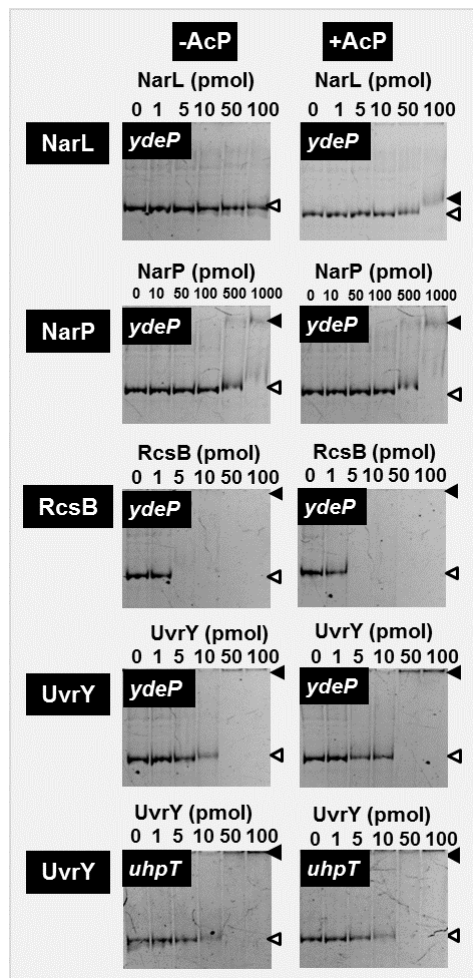 -AcP +AcP
NarL (pmol) NarL (pmol)
0 1 5 10 50 100 0 1 5 10 50 100
NarL ydeP ydeP
NarP (pmol) NarP (pmol)
0 10 50 100 500 1000 0 10 50 100 500 1000
NarP ydeP ydeP
RcsB (pmol) RcsB (pmol)
0 1 5 10 50 100 0 1 5 10 50 100
RcsB ydeP ydeP
UvrY (pmol) UvrY (pmol)
0 1 5 10 50 100 0 1 5 10 50 100
UvrY ydeP ydeP
UvrY (pmol) UvrY (pmol)
0 1 5 10 50 100 0 1 5 10 50 100
UvrY uhpT uhpT